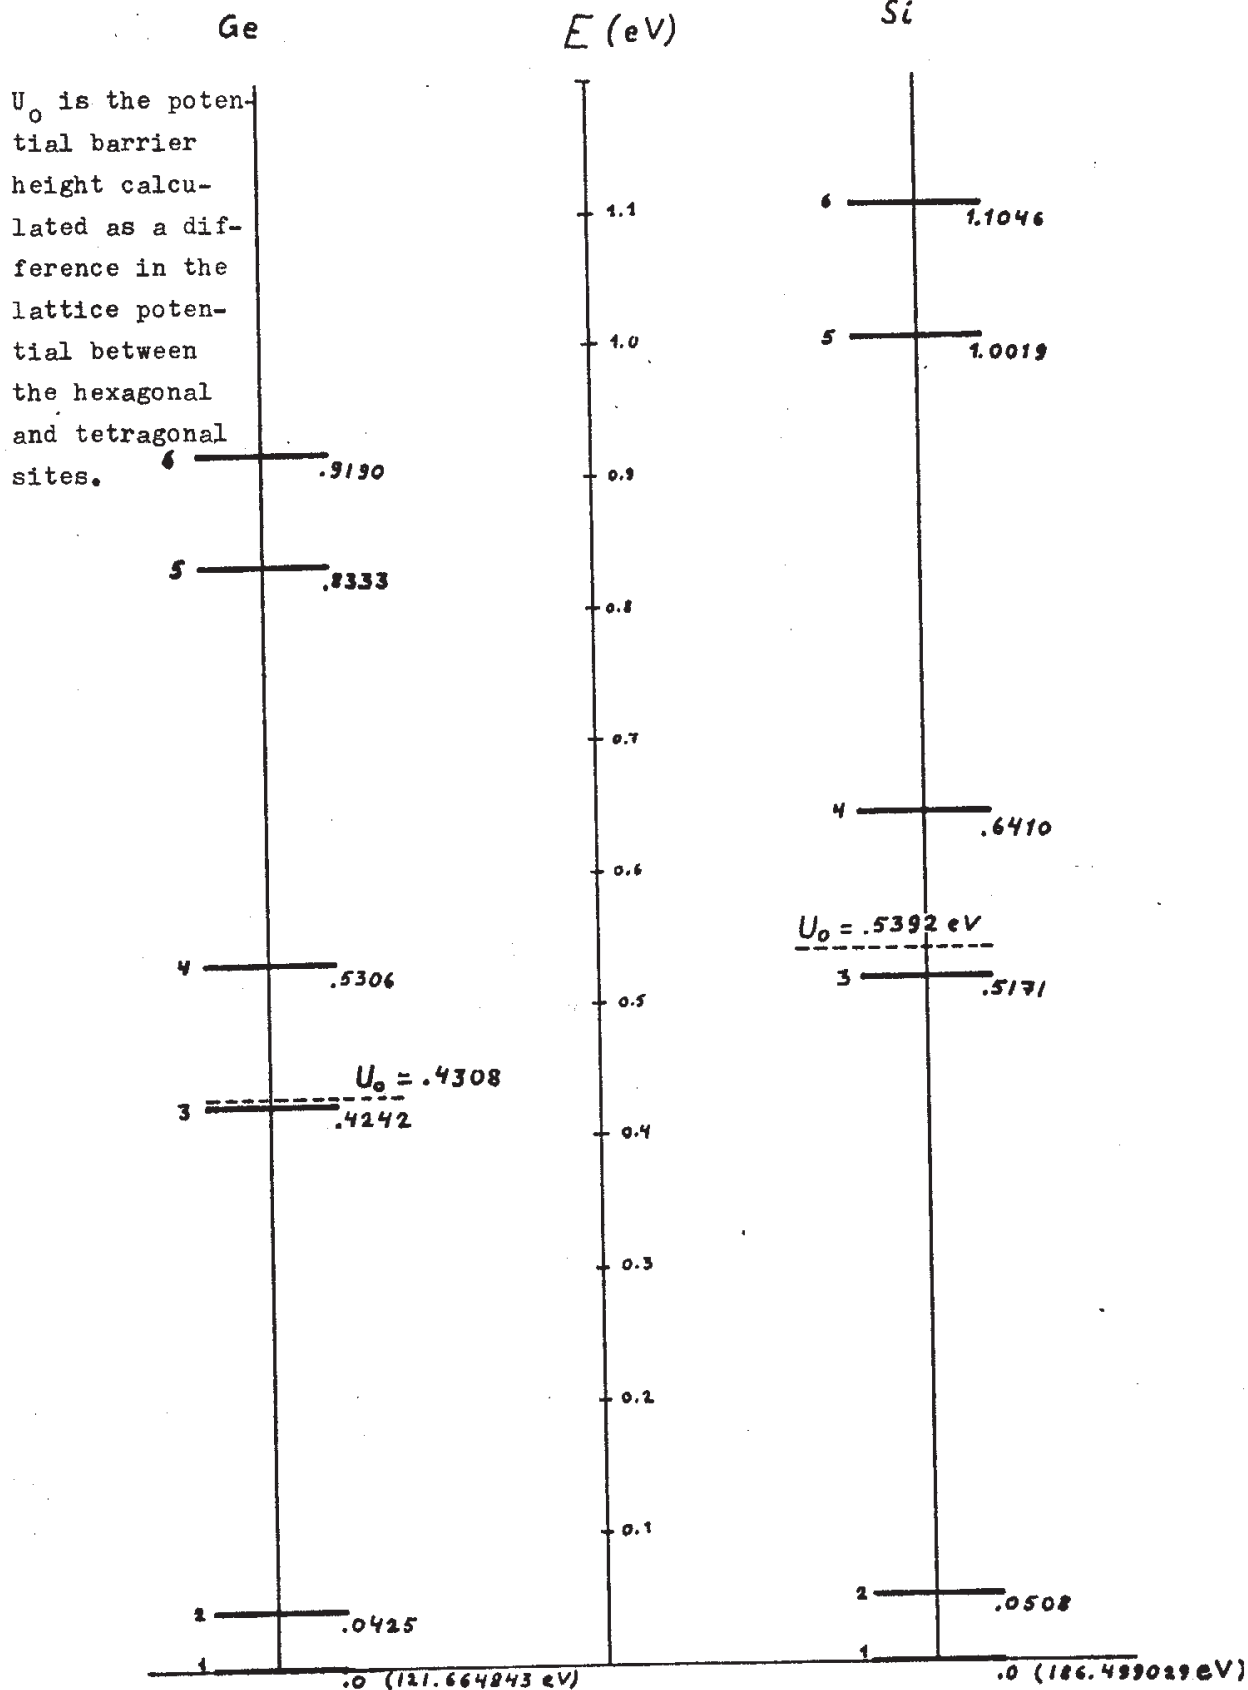 Ge
E (eV)
Si
U₀ is the poten-
tial barrier
height calcu-
lated as a dif-
ference in the
lattice poten-
tial between
the hexagonal
and tetragonal
sites.
1.1
1.0
0.9
0.8
0.7
0.6
0.5
0.4
0.3
0.2
0.1
6 .9190
5 .8333
4 .5306
U₀ = .4308
3 .4242
2 .0425
1 .0 (121.664843 eV)
6 1.1046
5 1.0019
4 .6410
U₀ = .5392 eV
3 .5171
2 .0508
1 .0 (186.499029 eV)